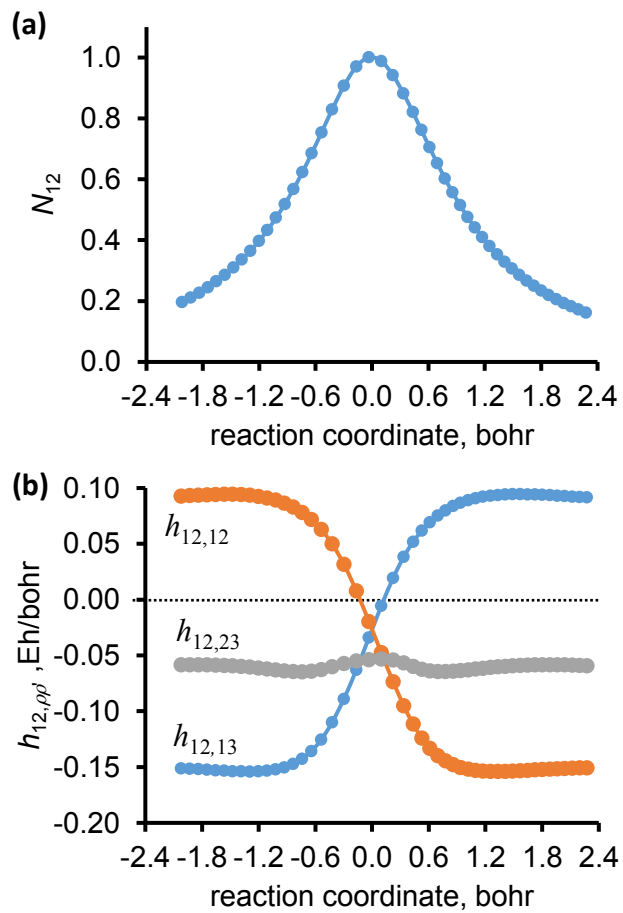 (a)
N12
1.0
0.8
0.6
0.4
0.2
0.0
-2.4 -1.8 -1.2 -0.6 0.0 0.6 1.2 1.8 2.4
reaction coordinate, bohr
(b)
h12,ρρ' ,Eh/bohr
0.10
0.05
0.00
-0.05
-0.10
-0.15
-0.20
h12,12
h12,23
h12,13
-2.4 -1.8 -1.2 -0.6 0.0 0.6 1.2 1.8 2.4
reaction coordinate, bohr